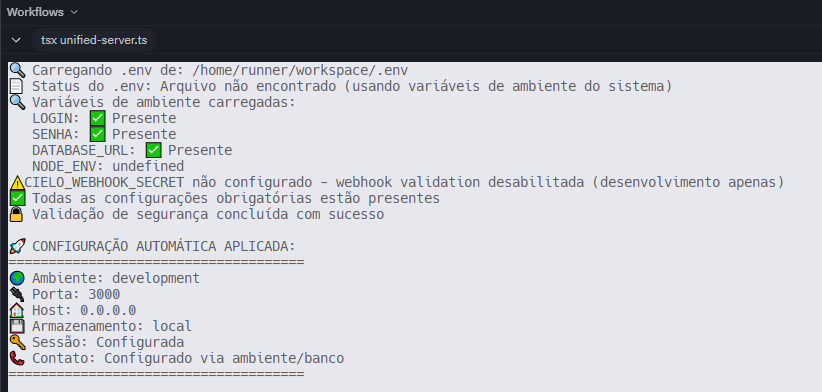 Workflows
tsx unified-server.ts
🔍 Carregando .env de: /home/runner/workspace/.env
📄 Status do .env: Arquivo não encontrado (usando variáveis de ambiente do sistema)
🔍 Variáveis de ambiente carregadas:
LOGIN: ✅ Presente
SENHA: ✅ Presente
DATABASE_URL: ✅ Presente
NODE_ENV: undefined
⚠️CIELO_WEBHOOK_SECRET não configurado - webhook validation desabilitada (desenvolvimento apenas)
✅ Todas as configurações obrigatórias estão presentes
🔒 Validação de segurança concluída com sucesso
🚀 CONFIGURAÇÃO AUTOMÁTICA APLICADA:
=====================================
🌍 Ambiente: development
🔌 Porta: 3000
🏠 Host: 0.0.0.0
💾 Armazenamento: local
🔑 Sessão: Configurada
📞 Contato: Configurado via ambiente/banco
=====================================